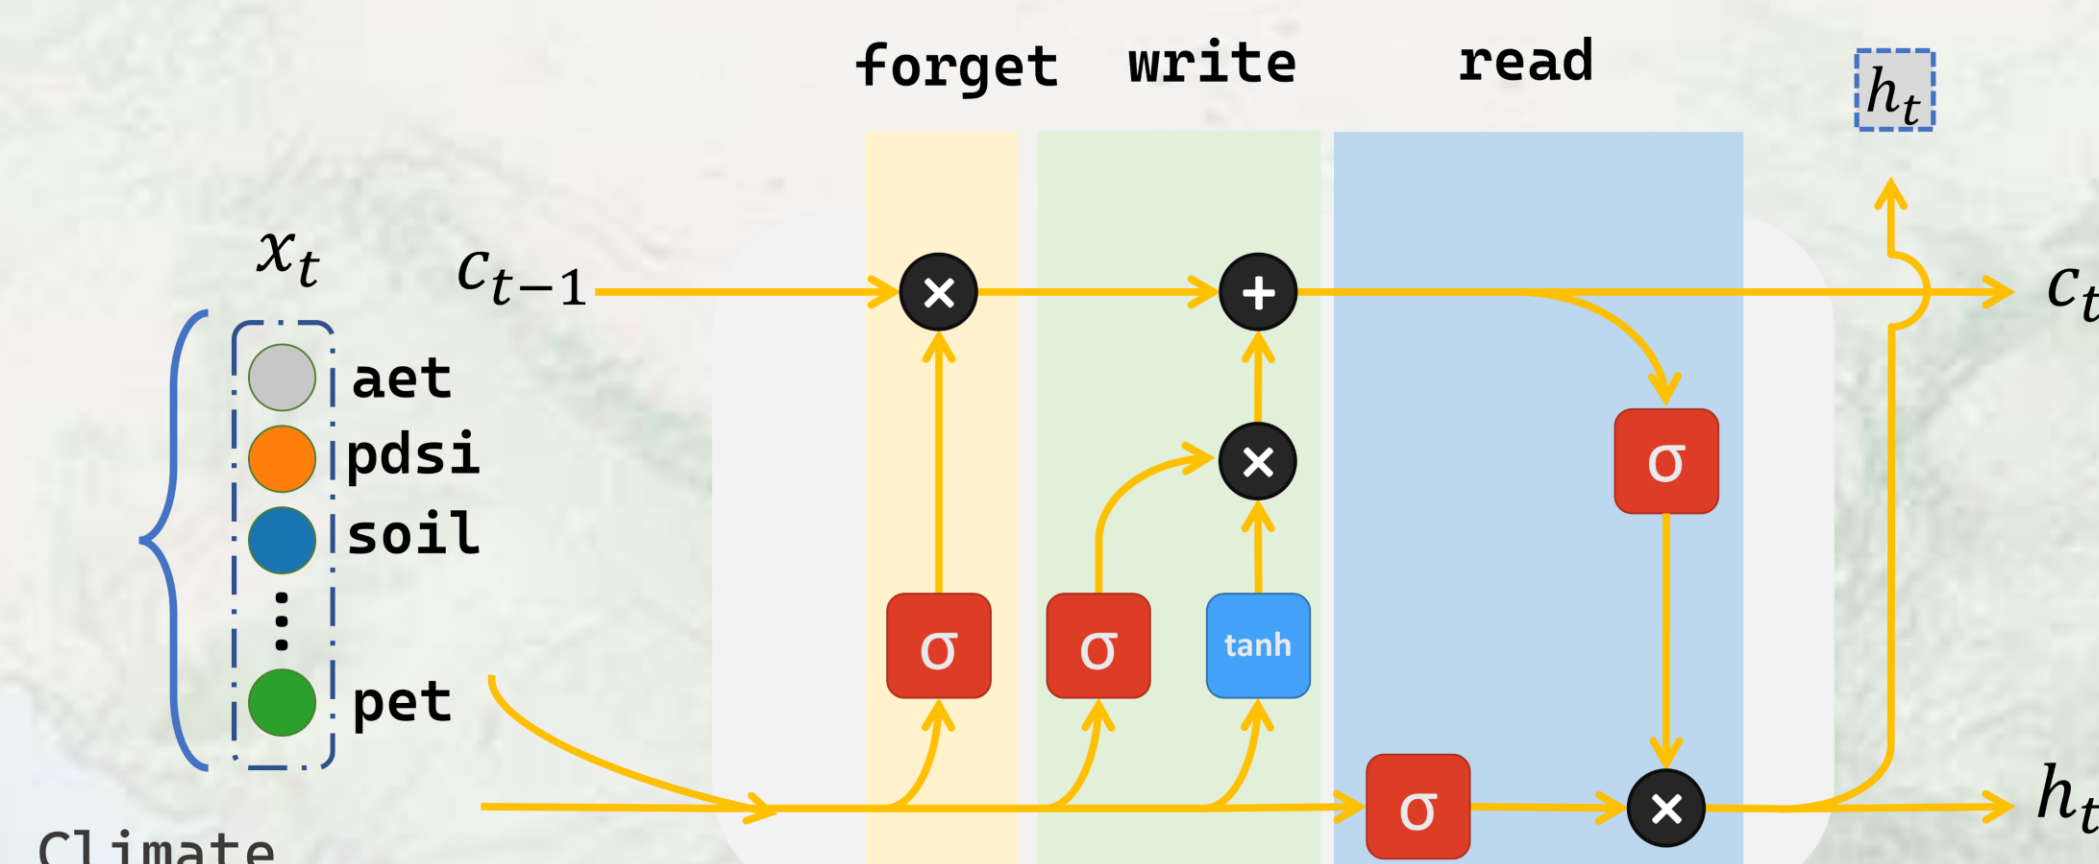 forget write read
h_t
x_t
c_{t-1}
c_t
×
+
aet
pdsi
soil
pet
×
σ
σ
σ
tanh
σ
×
h_t
Climate